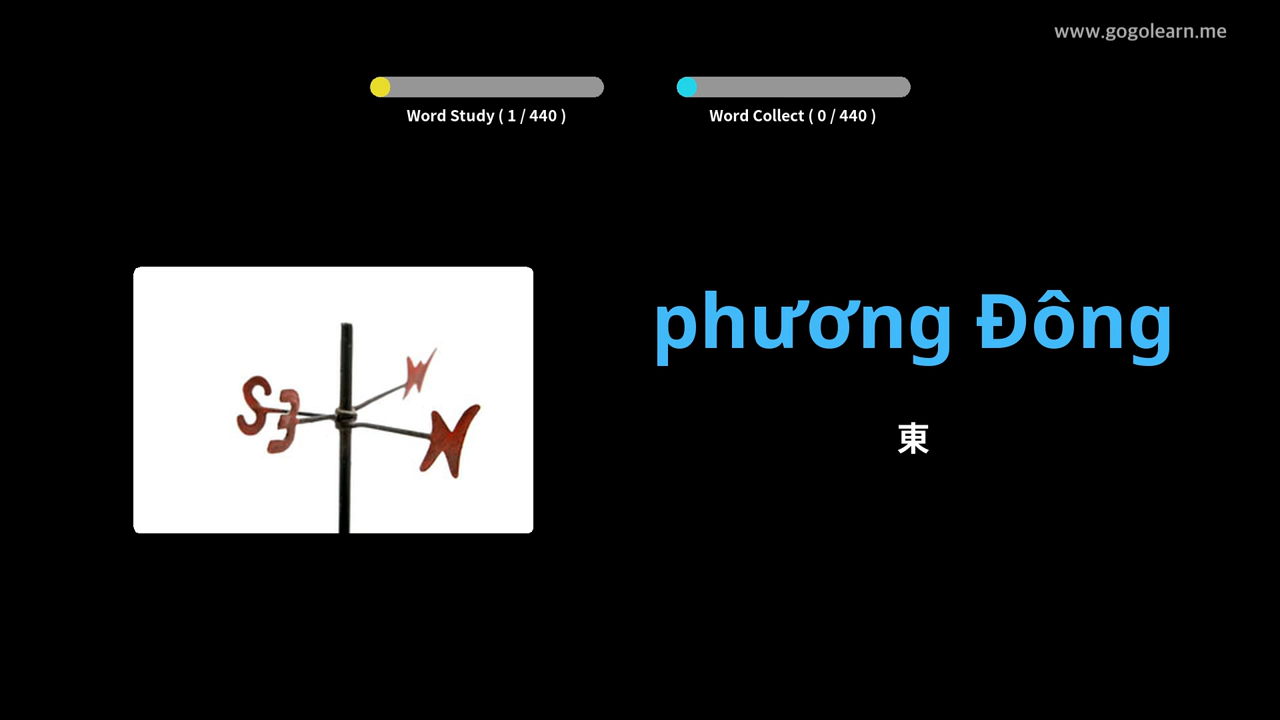 www.gogolearn.me
Word Study ( 1 / 440 )
Word Collect ( 0 / 440 )
phương Đông
東
S E N